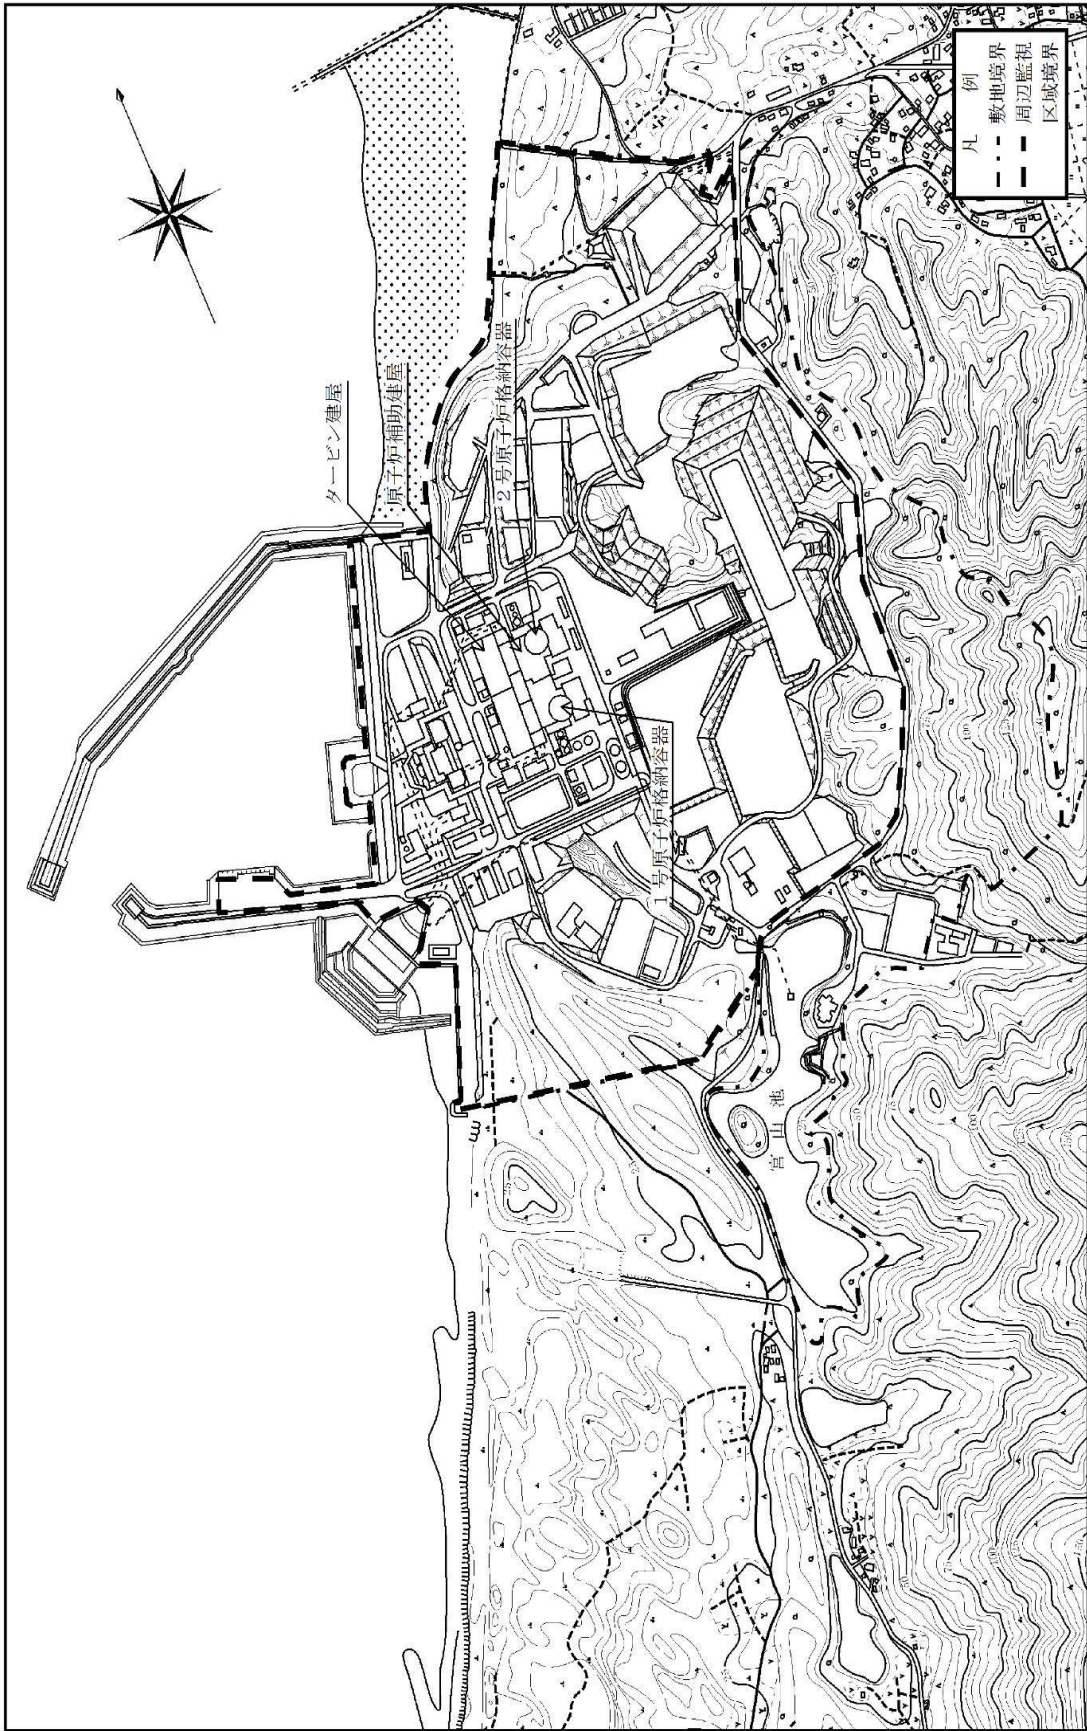 凡　例
敷地境界
周辺監視
区域境界
タービン建屋
原子炉補助建屋
2号原子炉格納容器
1号原子炉格納容器
宮山池